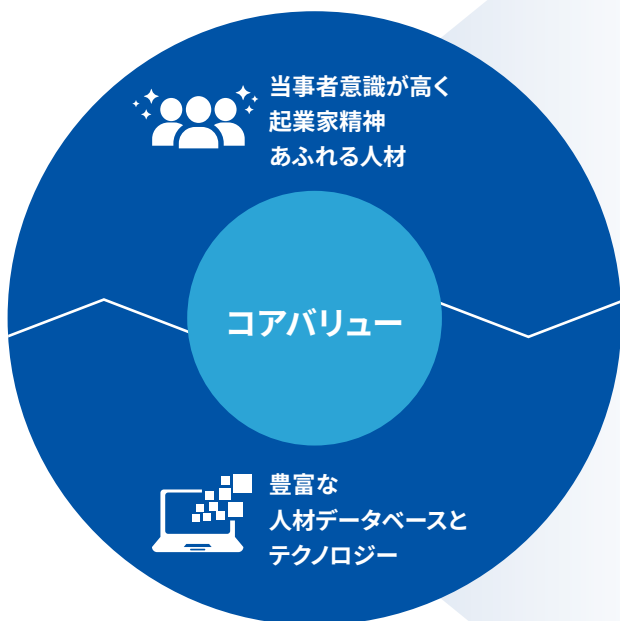 当事者意識が高く
起業家精神
あふれる人材
コアバリュー
豊富な
人材データベースと
テクノロジー